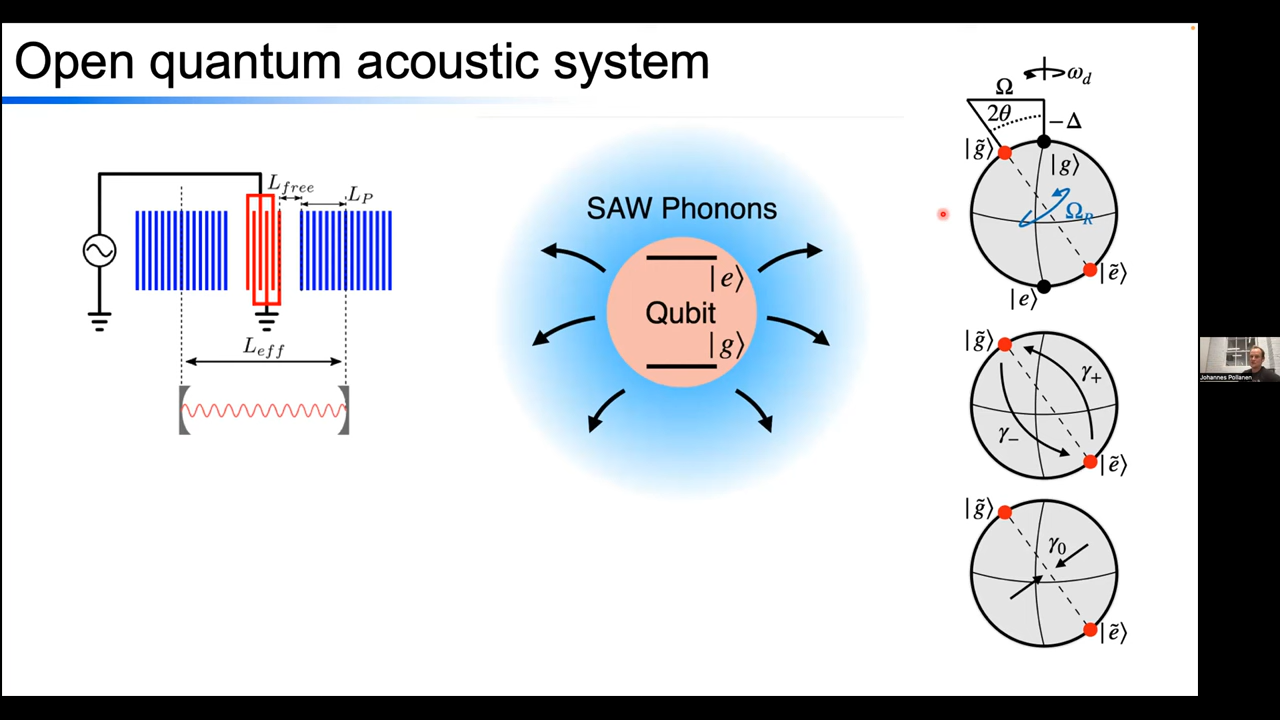 Open quantum acoustic system
L_free
L_P
L_eff
SAW Phonons
|e⟩
Qubit
|g⟩
ω_d
Ω
2θ
−Δ
|g̃⟩
|g⟩
Ω_R
|ẽ⟩
|e⟩
|g̃⟩
γ_+
γ_−
|ẽ⟩
|g̃⟩
γ_0
|ẽ⟩
Johannes Pollanen